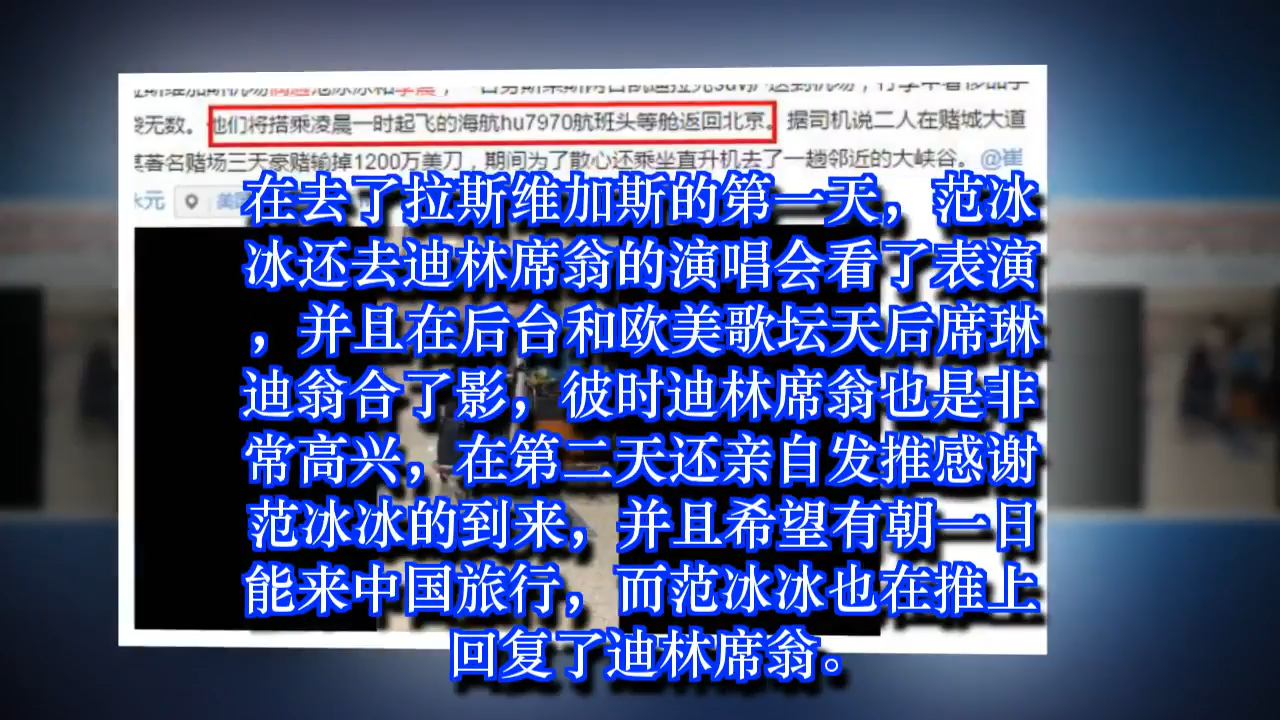 他们将搭乘凌晨一时起飞的海航hu7970航班头等舱返回北京。据司机说二人在赌城大道
某著名赌场三天豪赌输掉1200万美刀，期间为了散心还乘坐直升机去了一趟邻近的大峡谷。@崔
永元
在去了拉斯维加斯的第一天，范冰
冰还去迪林席翁的演唱会看了表演
，并且在后台和欧美歌坛天后席琳
迪翁合了影，彼时迪林席翁也是非
常高兴，在第二天还亲自发推感谢
范冰冰的到来，并且希望有朝一日
能来中国旅行，而范冰冰也在推上
回复了迪林席翁。